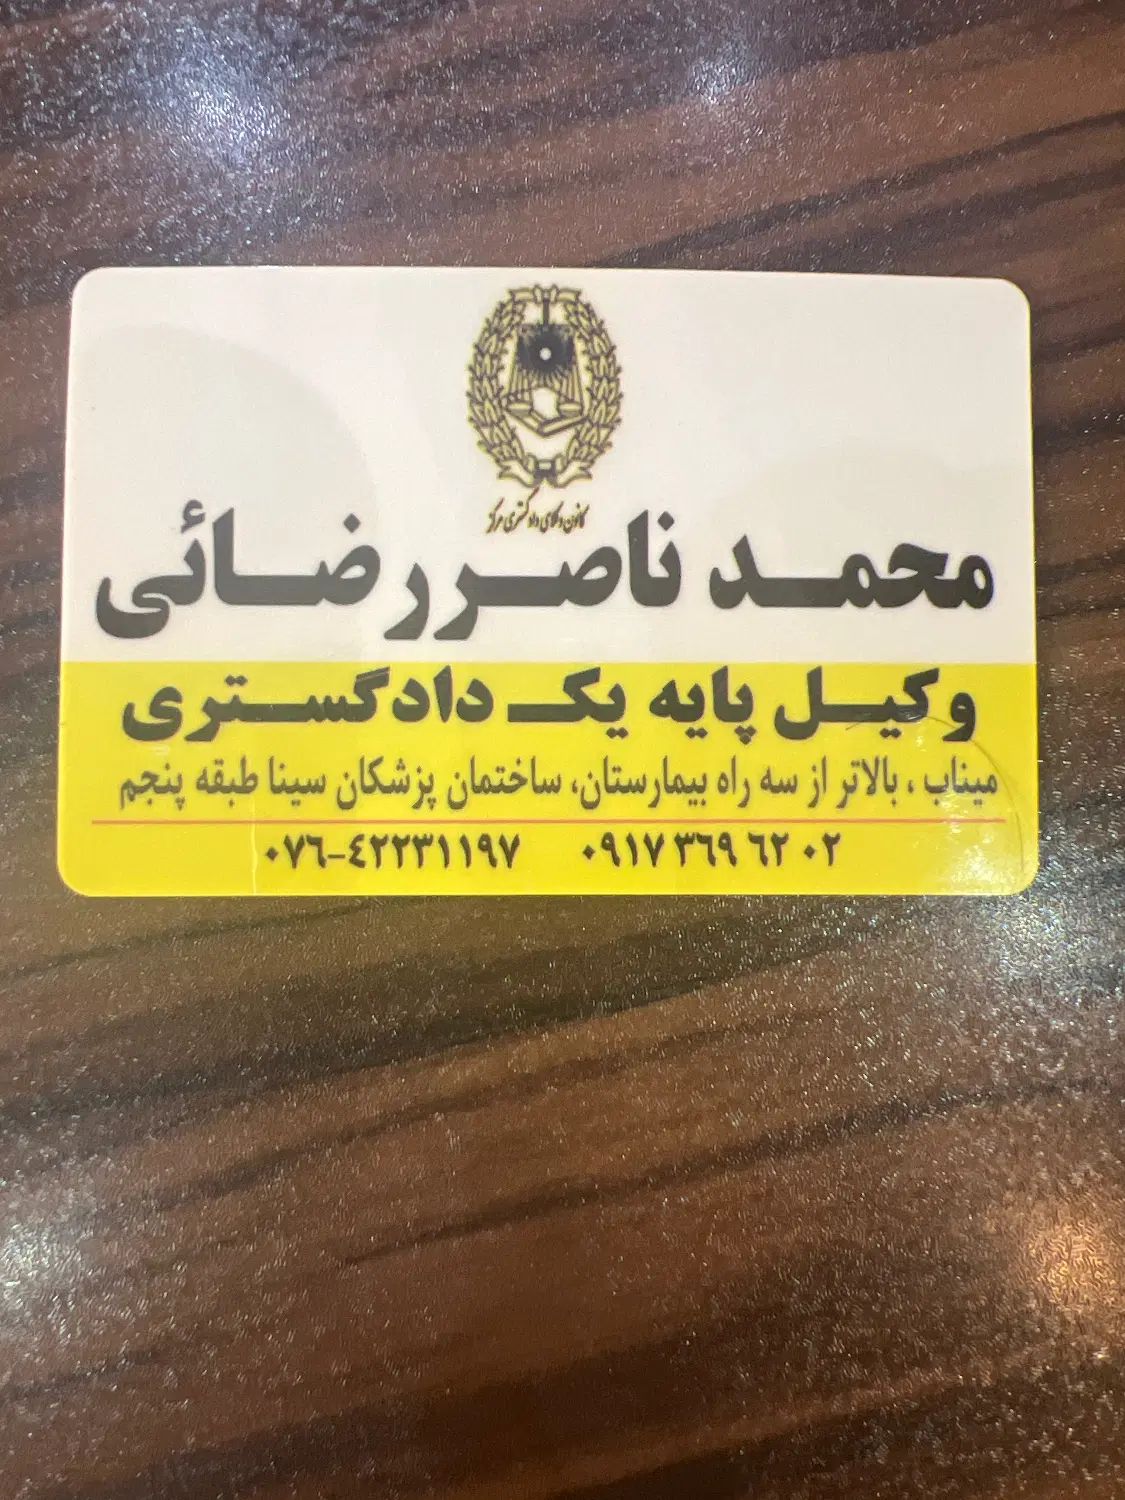 کانون وکلای دادگستری مرکز
محمد ناصر رضائی
وکیل پایه یک دادگستری
میناب ، بالاتر از سه راه بیمارستان، ساختمان پزشکان سینا طبقه پنجم
۰۷۶-۴۲۲۳۱۱۹۷ ۰۹۱۷ ۳۶۹ ۶۲ ۰۲